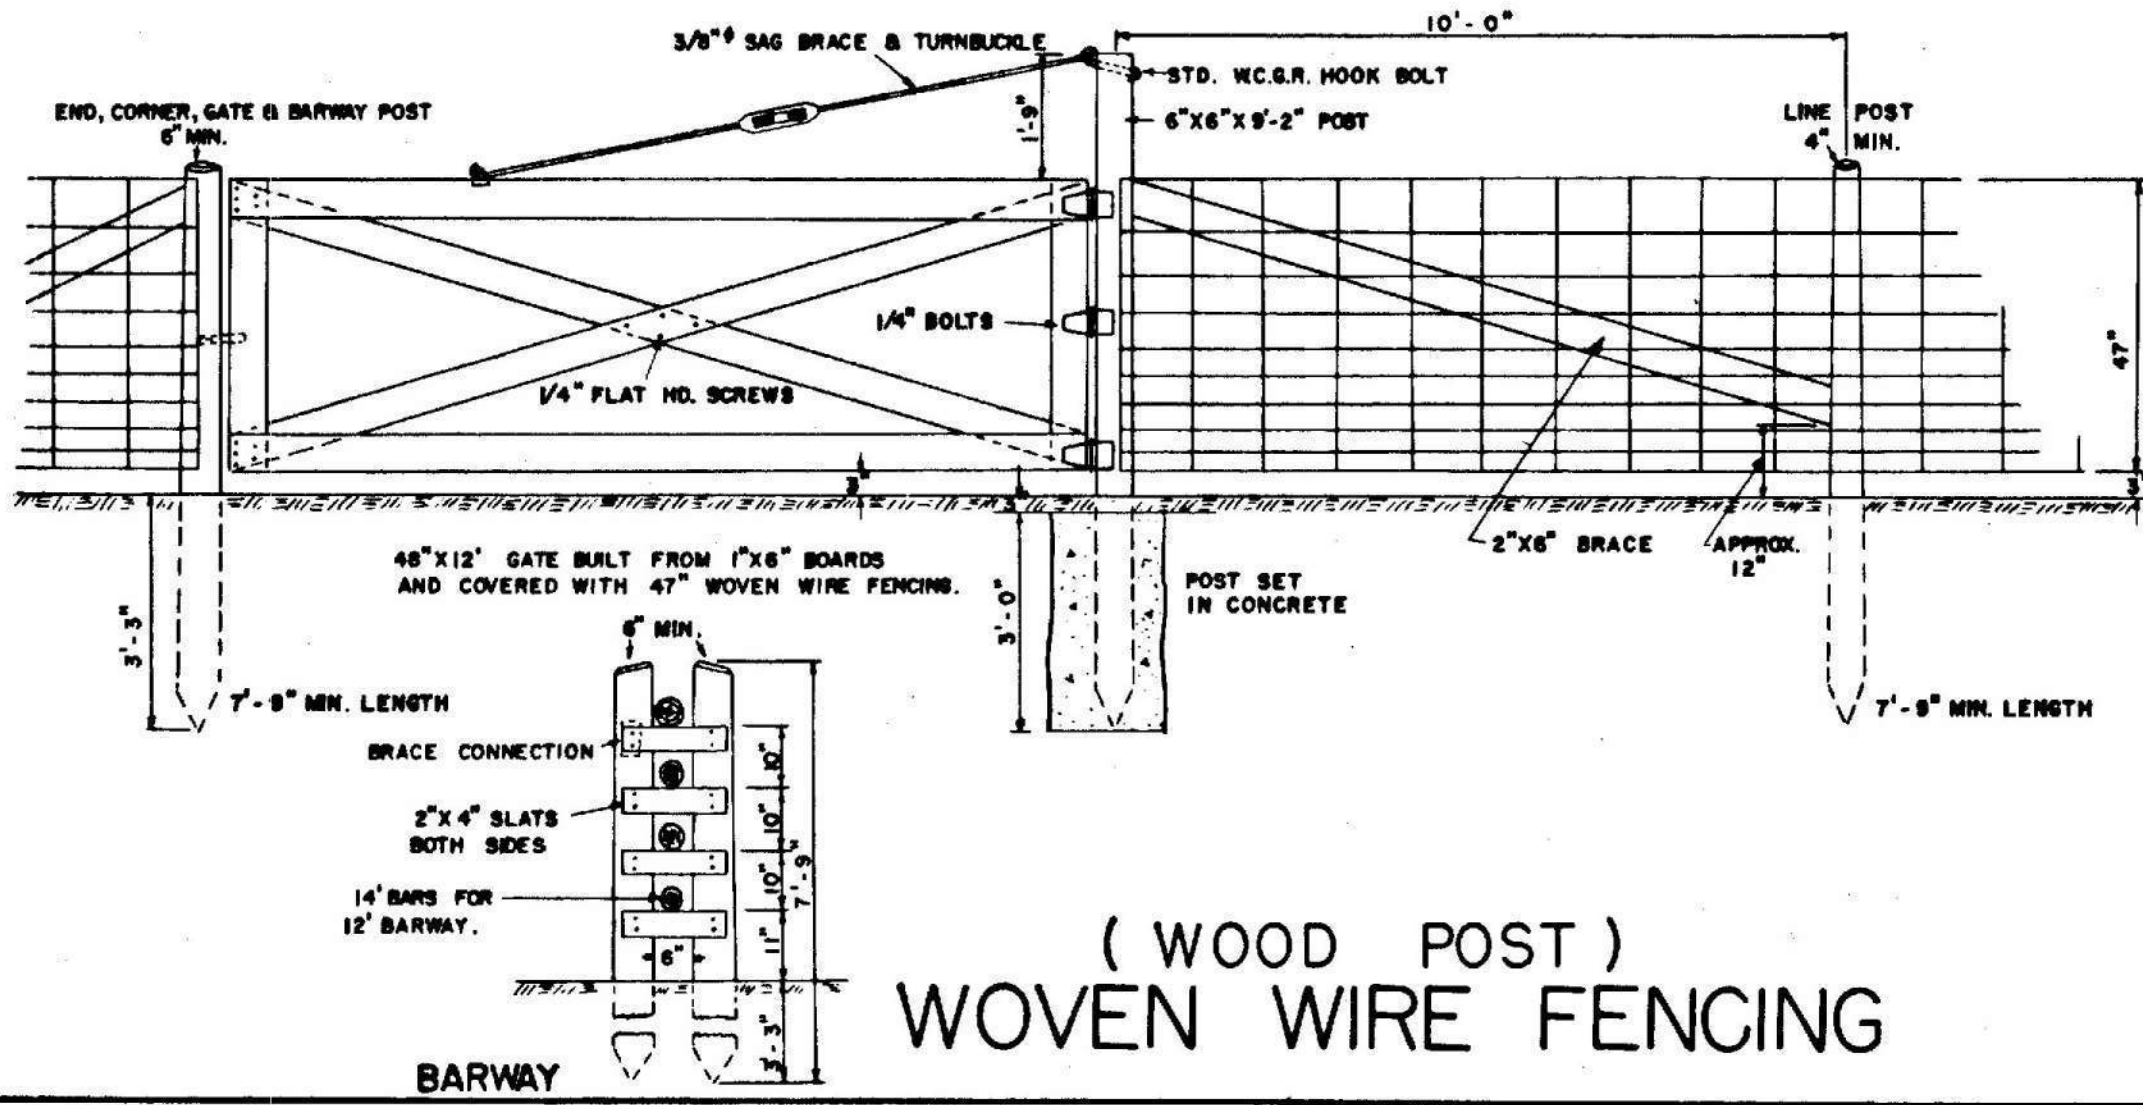 10'-0"
3/8"ϕ SAG BRACE & TURNBUCKLE
STD. W.C.G.R. HOOK BOLT
END, CORNER, GATE & BARWAY POST
6" MIN.
1'-9"
6"X6"X9'-2" POST
LINE POST
4" MIN.
1/4" BOLTS
47"
1/4" FLAT HD. SCREWS
3"
3"
2"X6" BRACE
APPROX.
12"
48"X12' GATE BUILT FROM 1"X6" BOARDS
AND COVERED WITH 47" WOVEN WIRE FENCING.
POST SET
IN CONCRETE
3'-3"
3'-0"
6" MIN.
7'-9" MIN. LENGTH
7'-9" MIN. LENGTH
BRACE CONNECTION
10"
2"X4" SLATS
BOTH SIDES
10"
7'-9"
14' BARS FOR
12' BARWAY.
10"
11"
6"
3'-3"
BARWAY
(WOOD POST)
WOVEN WIRE FENCING